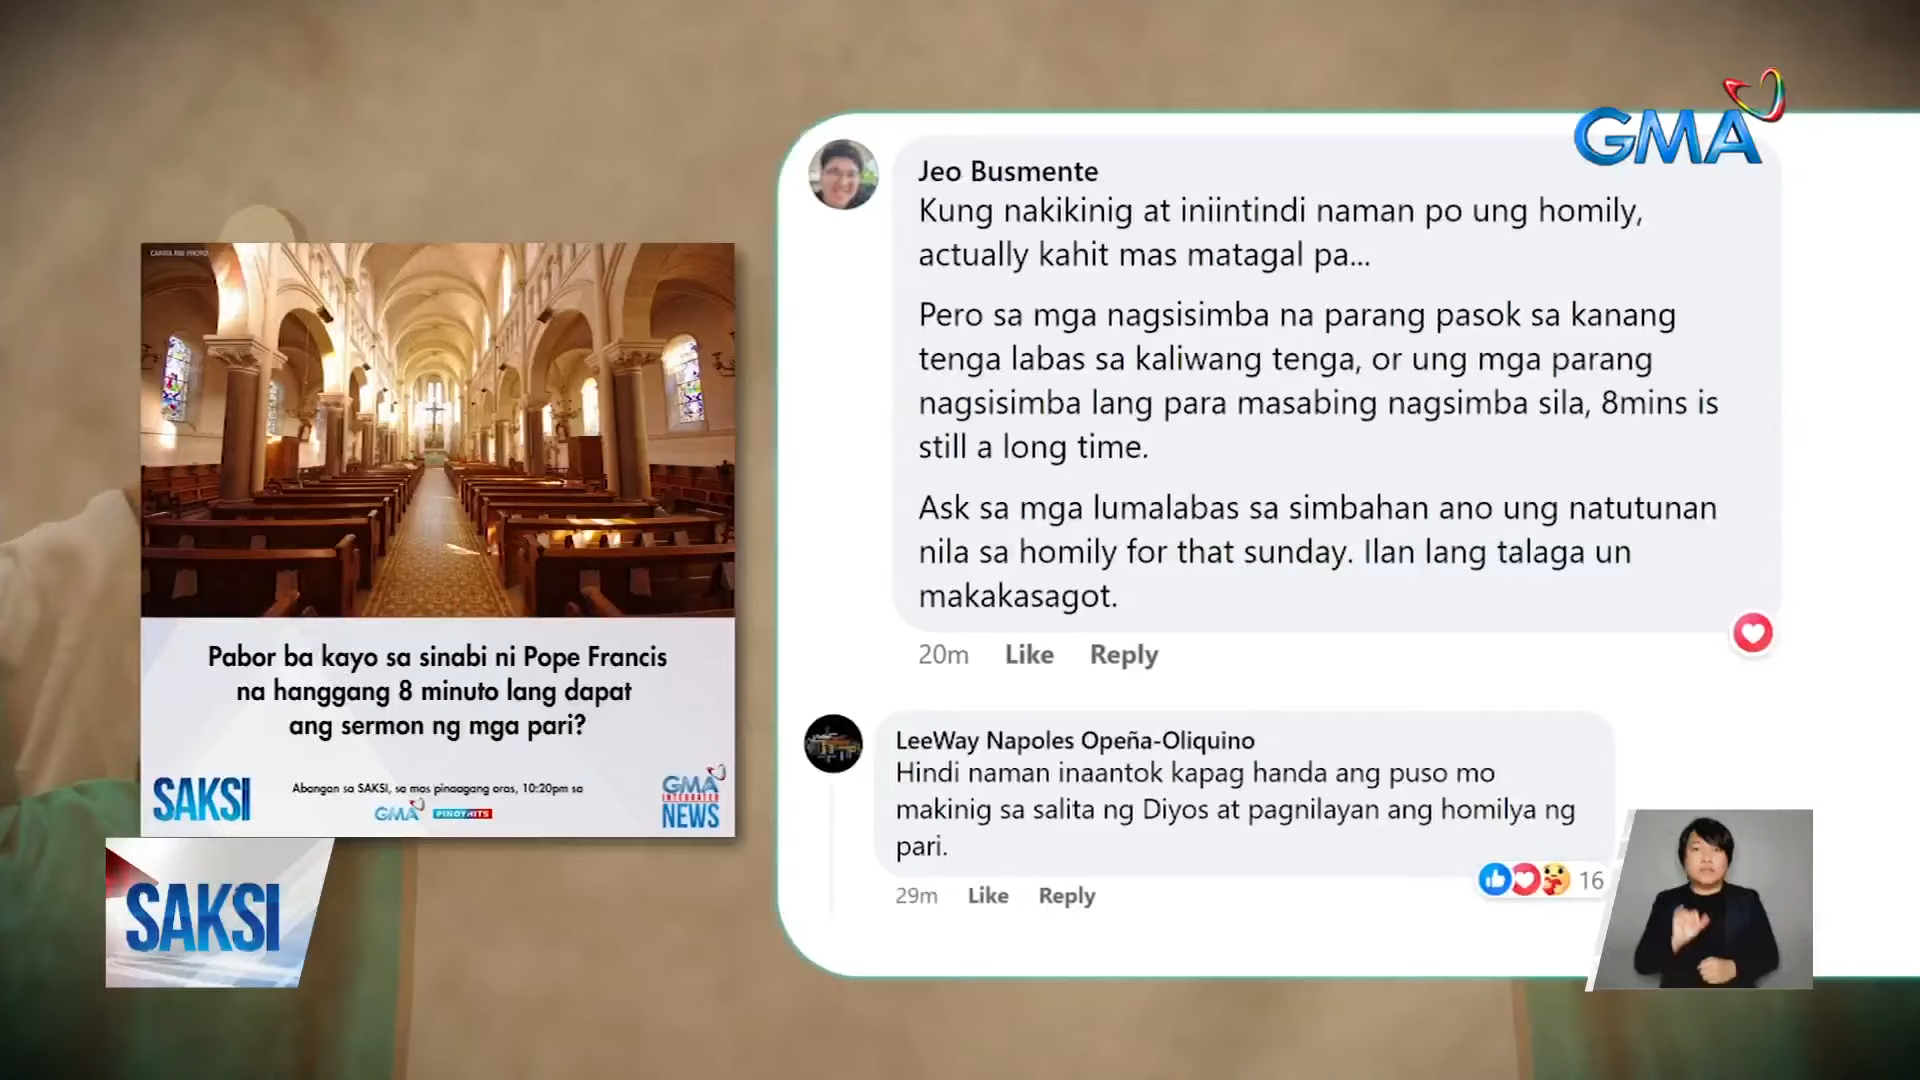 GMA
CANVA FREE PHOTO
Pabor ba kayo sa sinabi ni Pope Francis
na hanggang 8 minuto lang dapat
ang sermon ng mga pari?
SAKSI
Abangan sa SAKSI, sa mas pinaagang oras, 10:20pm sa
GMA
PINOY HITS
GMA
INTEGRATED
NEWS
SAKSI
Jeo Busmente
Kung nakikinig at iniintindi naman po ung homily,
actually kahit mas matagal pa...
Pero sa mga nagsisimba na parang pasok sa kanang
tenga labas sa kaliwang tenga, or ung mga parang
nagsisimba lang para masabing nagsimba sila, 8mins is
still a long time.
Ask sa mga lumalabas sa simbahan ano ung natutunan
nila sa homily for that sunday. Ilan lang talaga un
makakasagot.
20m Like Reply
LeeWay Napoles Opeña-Oliquino
Hindi naman inaantok kapag handa ang puso mo
makinig sa salita ng Diyos at pagnilayan ang homilya ng
pari.
29m Like Reply
16